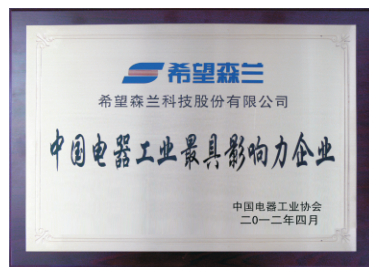 希望森兰
希望森兰科技股份有限公司
中国电器工业最具影响力企业
中国电器工业协会
二〇一二年四月